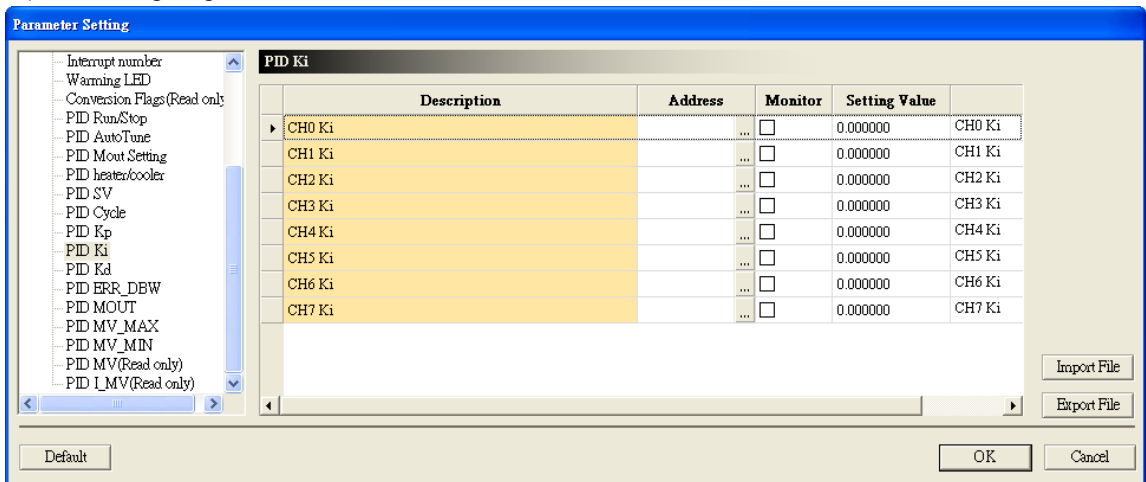 Parameter Setting
Interrupt number
Warning LED
Conversion Flags(Read only
PID Run/Stop
PID AutoTune
PID Mout Setting
PID heater/cooler
PID SV
PID Cycle
PID Kp
PID Ki
PID Kd
PID ERR_DBW
PID MOUT
PID MV_MAX
PID MV_MIN
PID MV(Read only)
PID I_MV(Read only)
PID Ki
Description Address Monitor Setting Value
CH0 Ki ... 0.000000 CH0 Ki
CH1 Ki ... 0.000000 CH1 Ki
CH2 Ki ... 0.000000 CH2 Ki
CH3 Ki ... 0.000000 CH3 Ki
CH4 Ki ... 0.000000 CH4 Ki
CH5 Ki ... 0.000000 CH5 Ki
CH6 Ki ... 0.000000 CH6 Ki
CH7 Ki ... 0.000000 CH7 Ki
Import File
Export File
Default OK Cancel